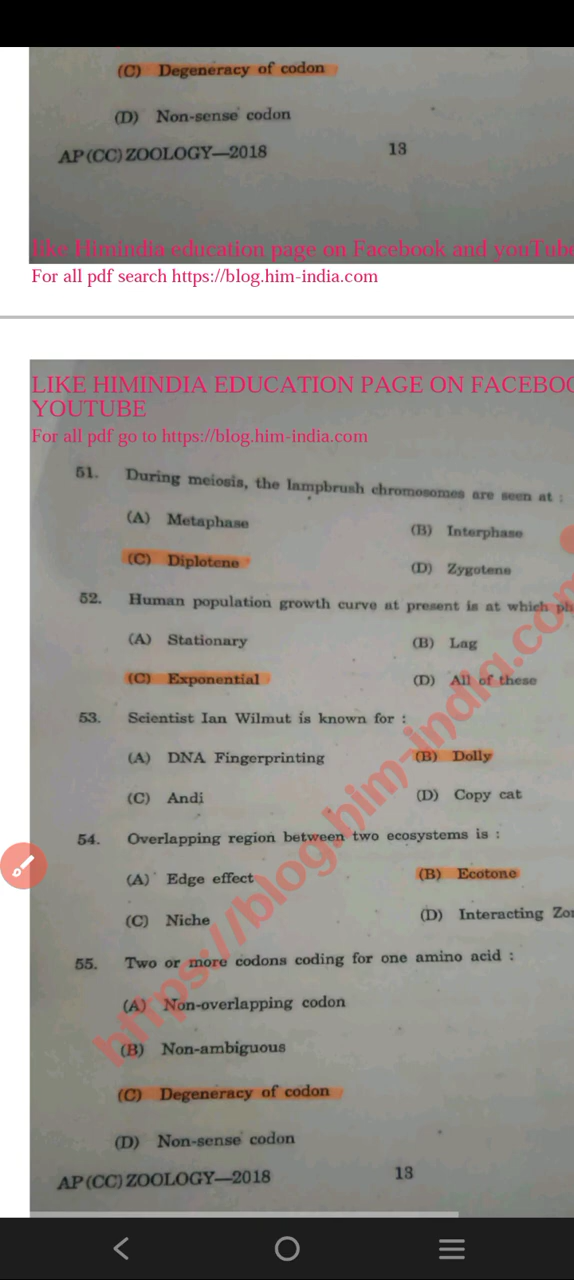 (C) Degeneracy of codon
(D) Non-sense codon
AP(CC) ZOOLOGY—2018 13
like Himindia education page on Facebook and youTube
For all pdf search https://blog.him-india.com
LIKE HIMINDIA EDUCATION PAGE ON
YOUTUBE
For all pdf go to https://blog.him-india.com
51. During meiosis, the lampbrush chromosomes are seen at :
(A) Metaphase (B) Interphase
(C) Diplotene (D) Zygotene
52. Human population growth curve at present is at which
(A) Stationary (B) Lag
(C) Exponential (D) All of these
53. Scientist Ian Wilmut is known for :
(A) DNA Fingerprinting (B) Dolly
(C) Andi (D) Copy cat
54. Overlapping region between two ecosystems is :
(A) Edge effect (B) Ecotone
(C) Niche (D) Interacting
55. Two or more codons coding for one amino acid :
(A) Non-overlapping codon
(B) Non-ambiguous
(C) Degeneracy of codon
(D) Non-sense codon
AP(CC) ZOOLOGY—2018 13
https://blog.him-india.com